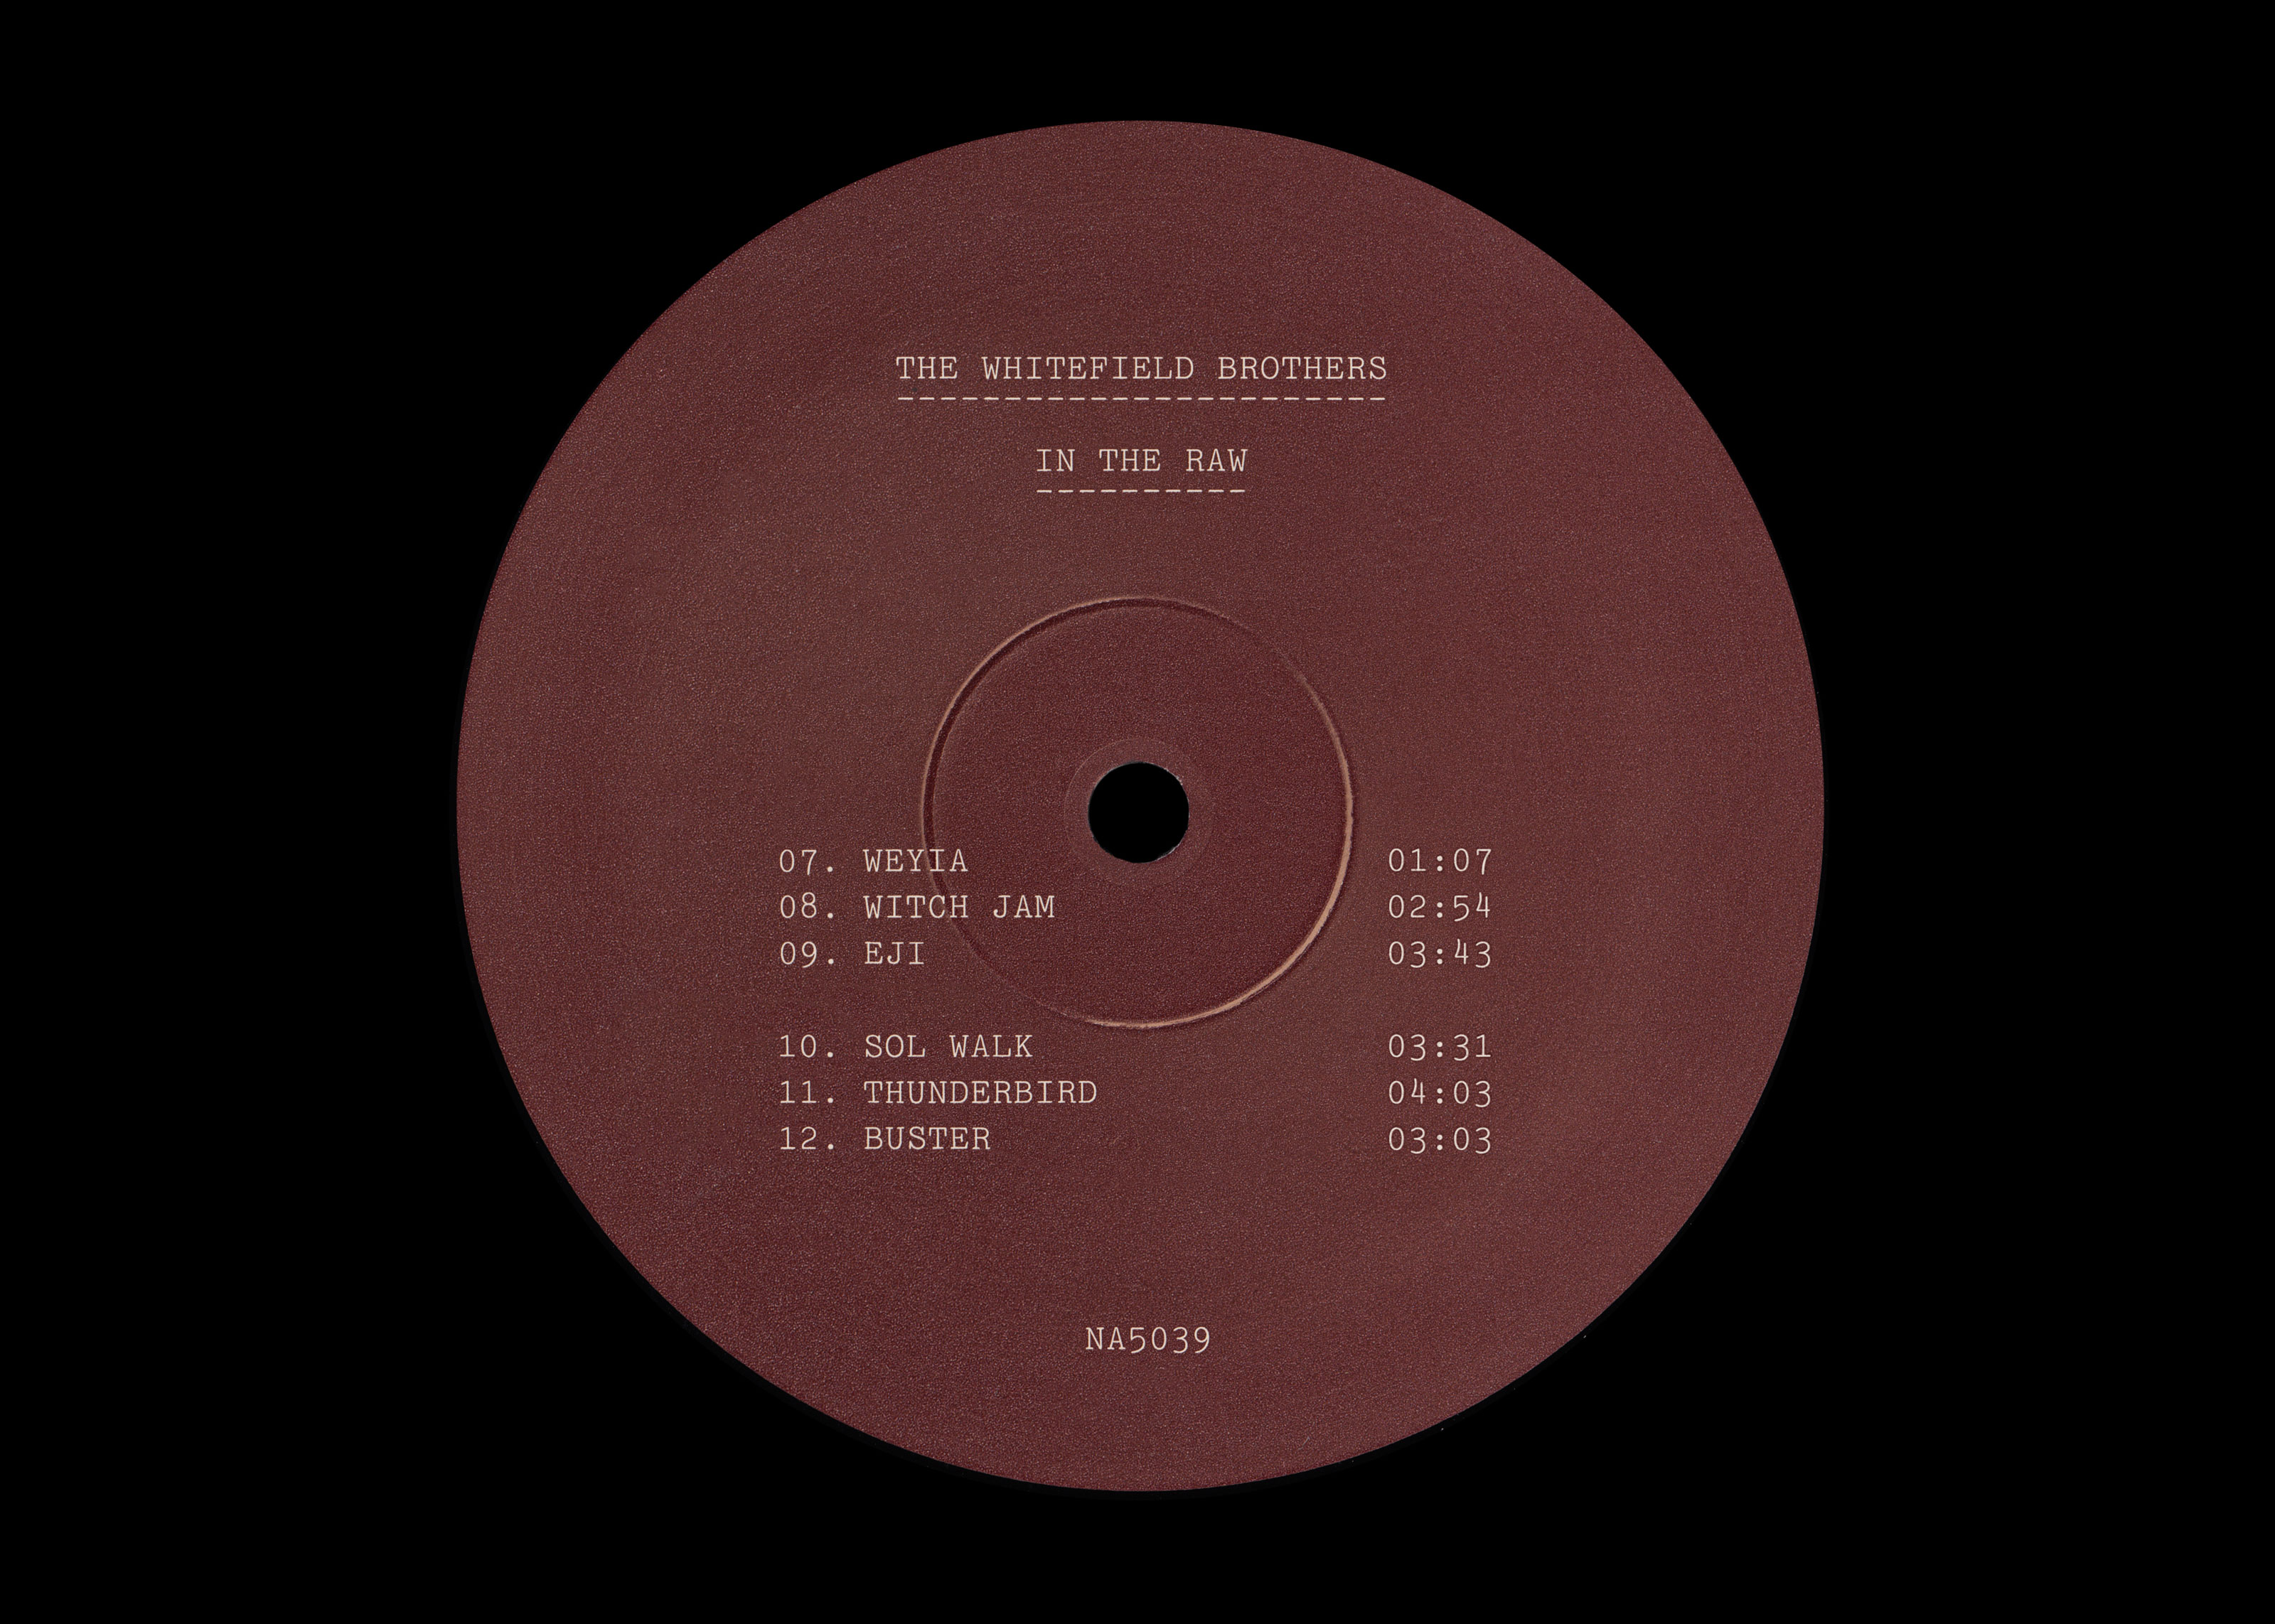 THE WHITEFIELD BROTHERS
IN THE RAW
07. WEYIA 01:07
08. WITCH JAM 02:54
09. EJI 03:43
10. SOL WALK 03:31
11. THUNDERBIRD 04:03
12. BUSTER 03:03
NA5039